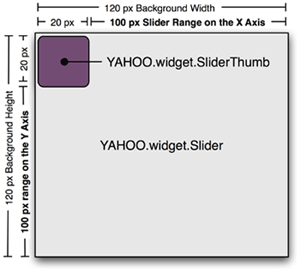 120 px Background Width
20 px
100 px Slider Range on the X Axis
120 px Background Height
20 px
100 px range on the Y Axis
YAHOO.widget.SliderThumb
YAHOO.widget.Slider